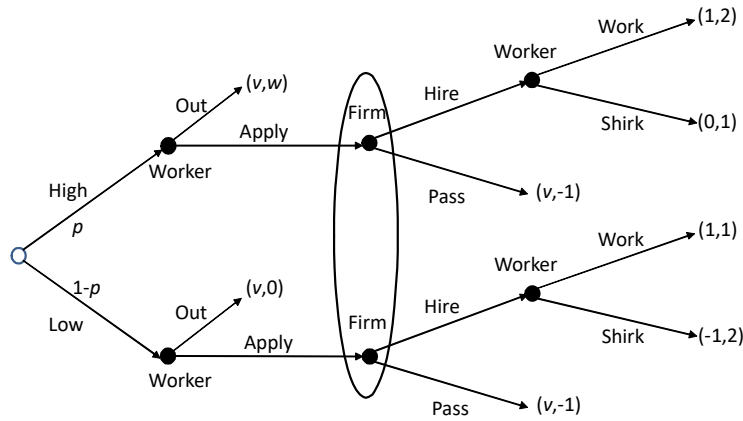 Work
(1,2)
Worker
Hire
Shirk
(0,1)
Out
(v,w)
Firm
Apply
Worker
Pass
(v,-1)
High
p
1-p
Low
Work
(1,1)
Worker
Hire
Shirk
(-1,2)
Out
(v,0)
Firm
Apply
Worker
Pass
(v,-1)